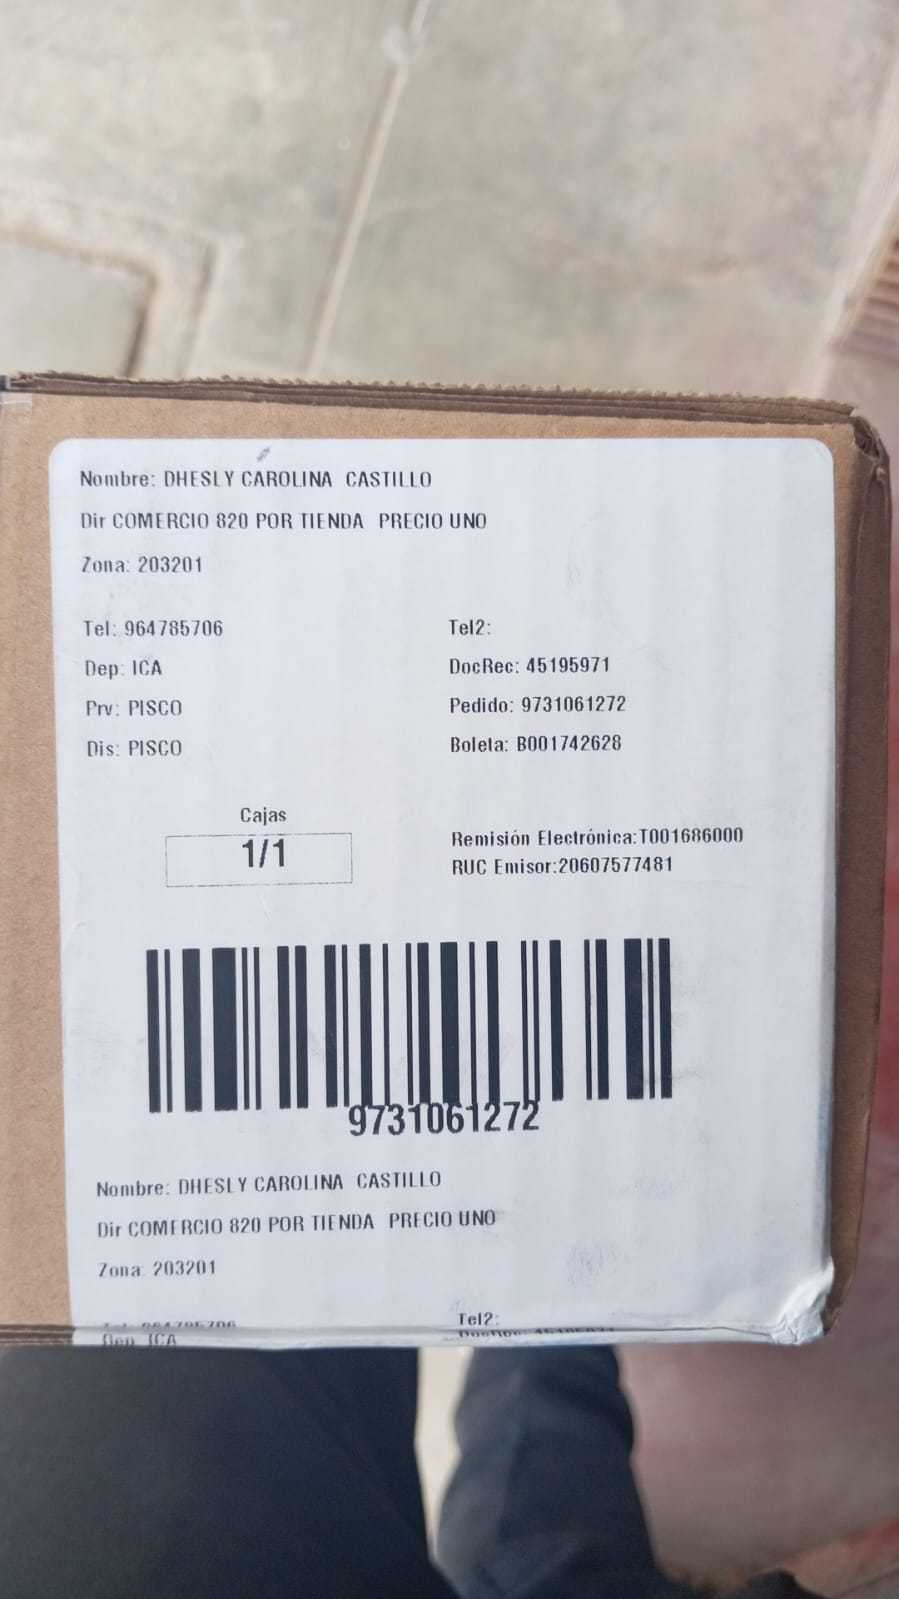 Nombre: DHESLY CAROLINA CASTILLO
Dir COMERCIO 820 POR TIENDA PRECIO UNO
Zona: 203201
Tel: 964785706 Tel2:
Dep: ICA DocRec: 45195971
Prv: PISCO Pedido: 9731061272
Dis: PISCO Boleta: B001742628
Cajas
1/1
Remisión Electrónica:T001686000
RUC Emisor:20607577481
9731061272
Nombre: DHESLY CAROLINA CASTILLO
Dir COMERCIO 820 POR TIENDA PRECIO UNO
Zona: 203201
Tel2:
Dep: ICA